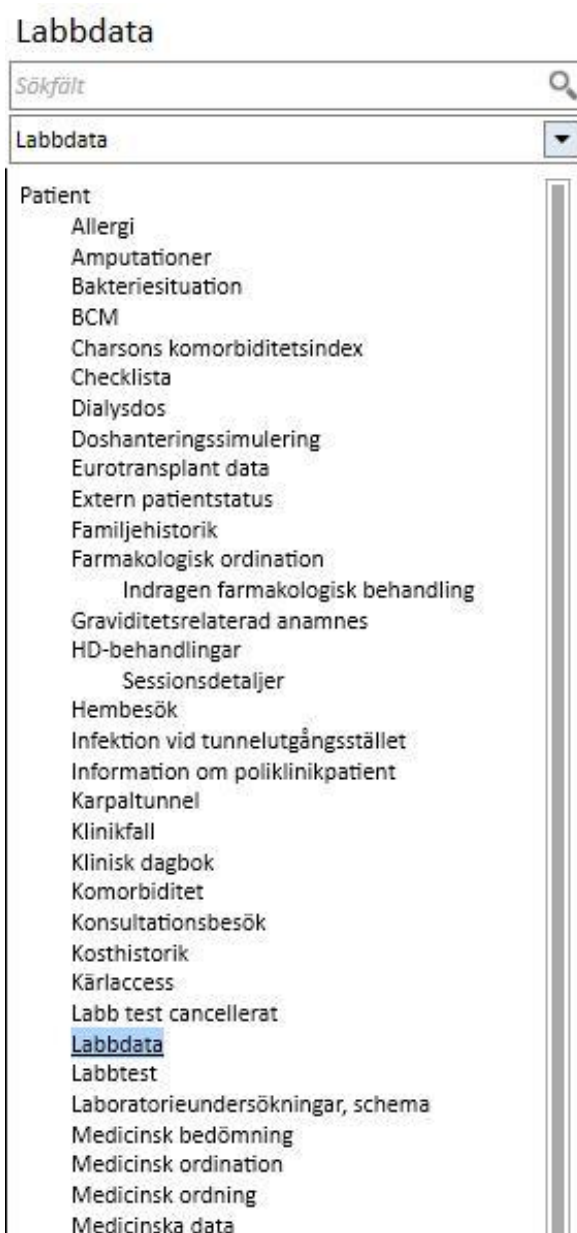 Labbdata
Sökfält
Labbdata
Patient
Allergi
Amputationer
Bakteriesituation
BCM
Charsons komorbiditetsindex
Checklista
Dialysdos
Doshanteringssimulering
Eurotransplant data
Extern patientstatus
Familjehistorik
Farmakologisk ordination
Indragen farmakologisk behandling
Graviditetsrelaterad anamnes
HD-behandlingar
Sessionsdetaljer
Hembesök
Infektion vid tunnelutgångsstället
Information om poliklinikpatient
Karpaltunnel
Klinikfall
Klinisk dagbok
Komorbiditet
Konsultationsbesök
Kosthistorik
Kärlaccess
Labb test cancellerat
Labbdata
Labbtest
Laboratorieundersökningar, schema
Medicinsk bedömning
Medicinsk ordination
Medicinsk ordning
Medicinska data